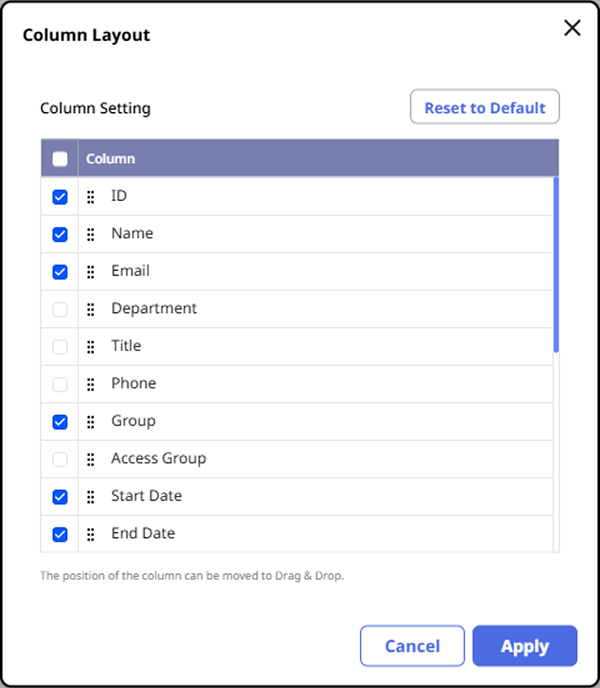 Column Layout
Column Setting
Reset to Default
Column
ID
Name
Email
Department
Title
Phone
Group
Access Group
Start Date
End Date
The position of the column can be moved to Drag & Drop.
Cancel
Apply